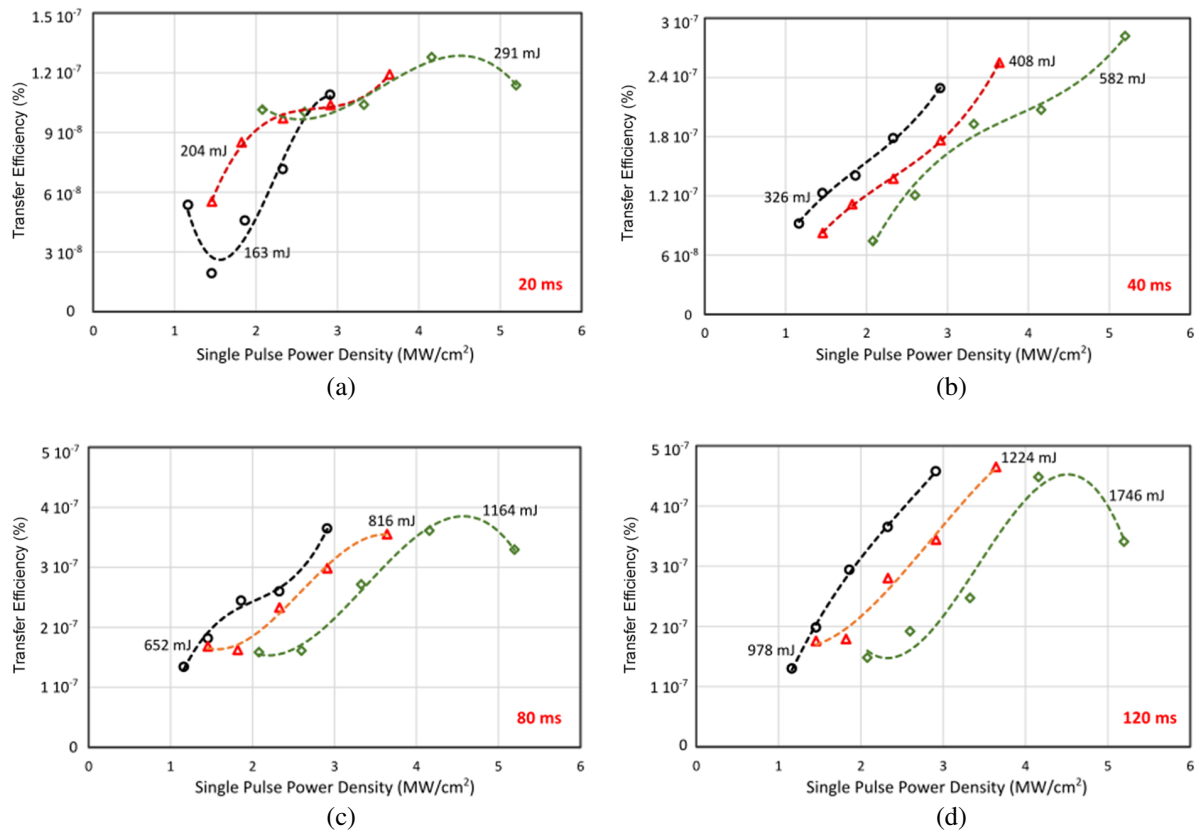 1.5 10⁻⁷
1.2 10⁻⁷
9 10⁻⁸
6 10⁻⁸
3 10⁻⁸
0
Transfer Efficiency (%)
291 mJ
204 mJ
163 mJ
20 ms
0 1 2 3 4 5 6
Single Pulse Power Density (MW/cm²)
(a)
3 10⁻⁷
2.4 10⁻⁷
1.8 10⁻⁷
1.2 10⁻⁷
6 10⁻⁸
0
Transfer Efficiency (%)
408 mJ
582 mJ
326 mJ
40 ms
0 1 2 3 4 5 6
Single Pulse Power Density (MW/cm²)
(b)
5 10⁻⁷
4 10⁻⁷
3 10⁻⁷
2 10⁻⁷
1 10⁻⁷
0
Transfer Efficiency (%)
816 mJ
1164 mJ
652 mJ
80 ms
0 1 2 3 4 5 6
Single Pulse Power Density (MW/cm²)
(c)
5 10⁻⁷
4 10⁻⁷
3 10⁻⁷
2 10⁻⁷
1 10⁻⁷
0
Transfer Efficiency (%)
1224 mJ
1746 mJ
978 mJ
120 ms
0 1 2 3 4 5 6
Single Pulse Power Density (MW/cm²)
(d)